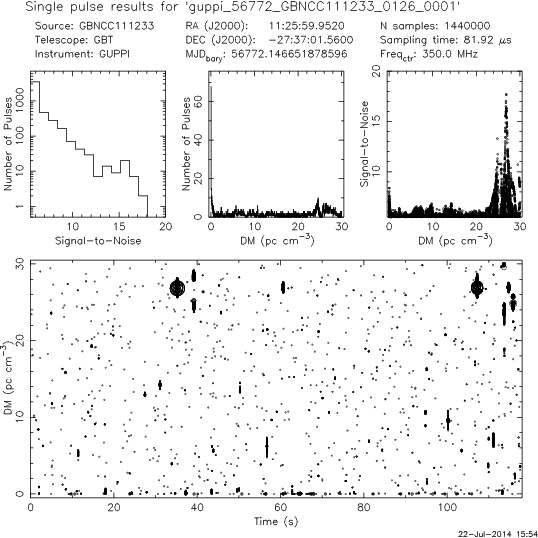 Single pulse results for 'guppi_56772_GBNCC111233_0126_0001'
Source: GBNCC111233 RA (J2000): 11:25:59.9520 N samples: 1440000
Telescope: GBT DEC (J2000): −27:37:01.5600 Sampling time: 81.92 μs
Instrument: GUPPI MJDbary: 56772.146651878596 Freqctr: 350.0 MHz
Number of Pulses
1 10 100 1000
10 15 20
Signal-to-Noise
Number of Pulses
0 20 40 60
0 10 20 30
DM (pc cm⁻³)
Signal-to-Noise
10 15 20
0 10 20 30
DM (pc cm⁻³)
DM (pc cm⁻³)
0 10 20 30
0 20 40 60 80 100
Time (s)
22-Jul-2014 15:54